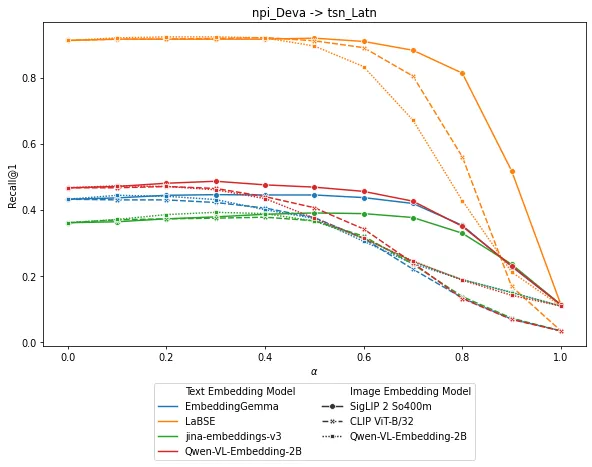 npi_Deva -> tsn_Latn
Recall@1
0.8
0.6
0.4
0.2
0.0
0.0 0.2 0.4 0.6 0.8 1.0
α
Text Embedding Model
EmbeddingGemma
LaBSE
jina-embeddings-v3
Qwen-VL-Embedding-2B
Image Embedding Model
SigLIP 2 So400m
CLIP ViT-B/32
Qwen-VL-Embedding-2B